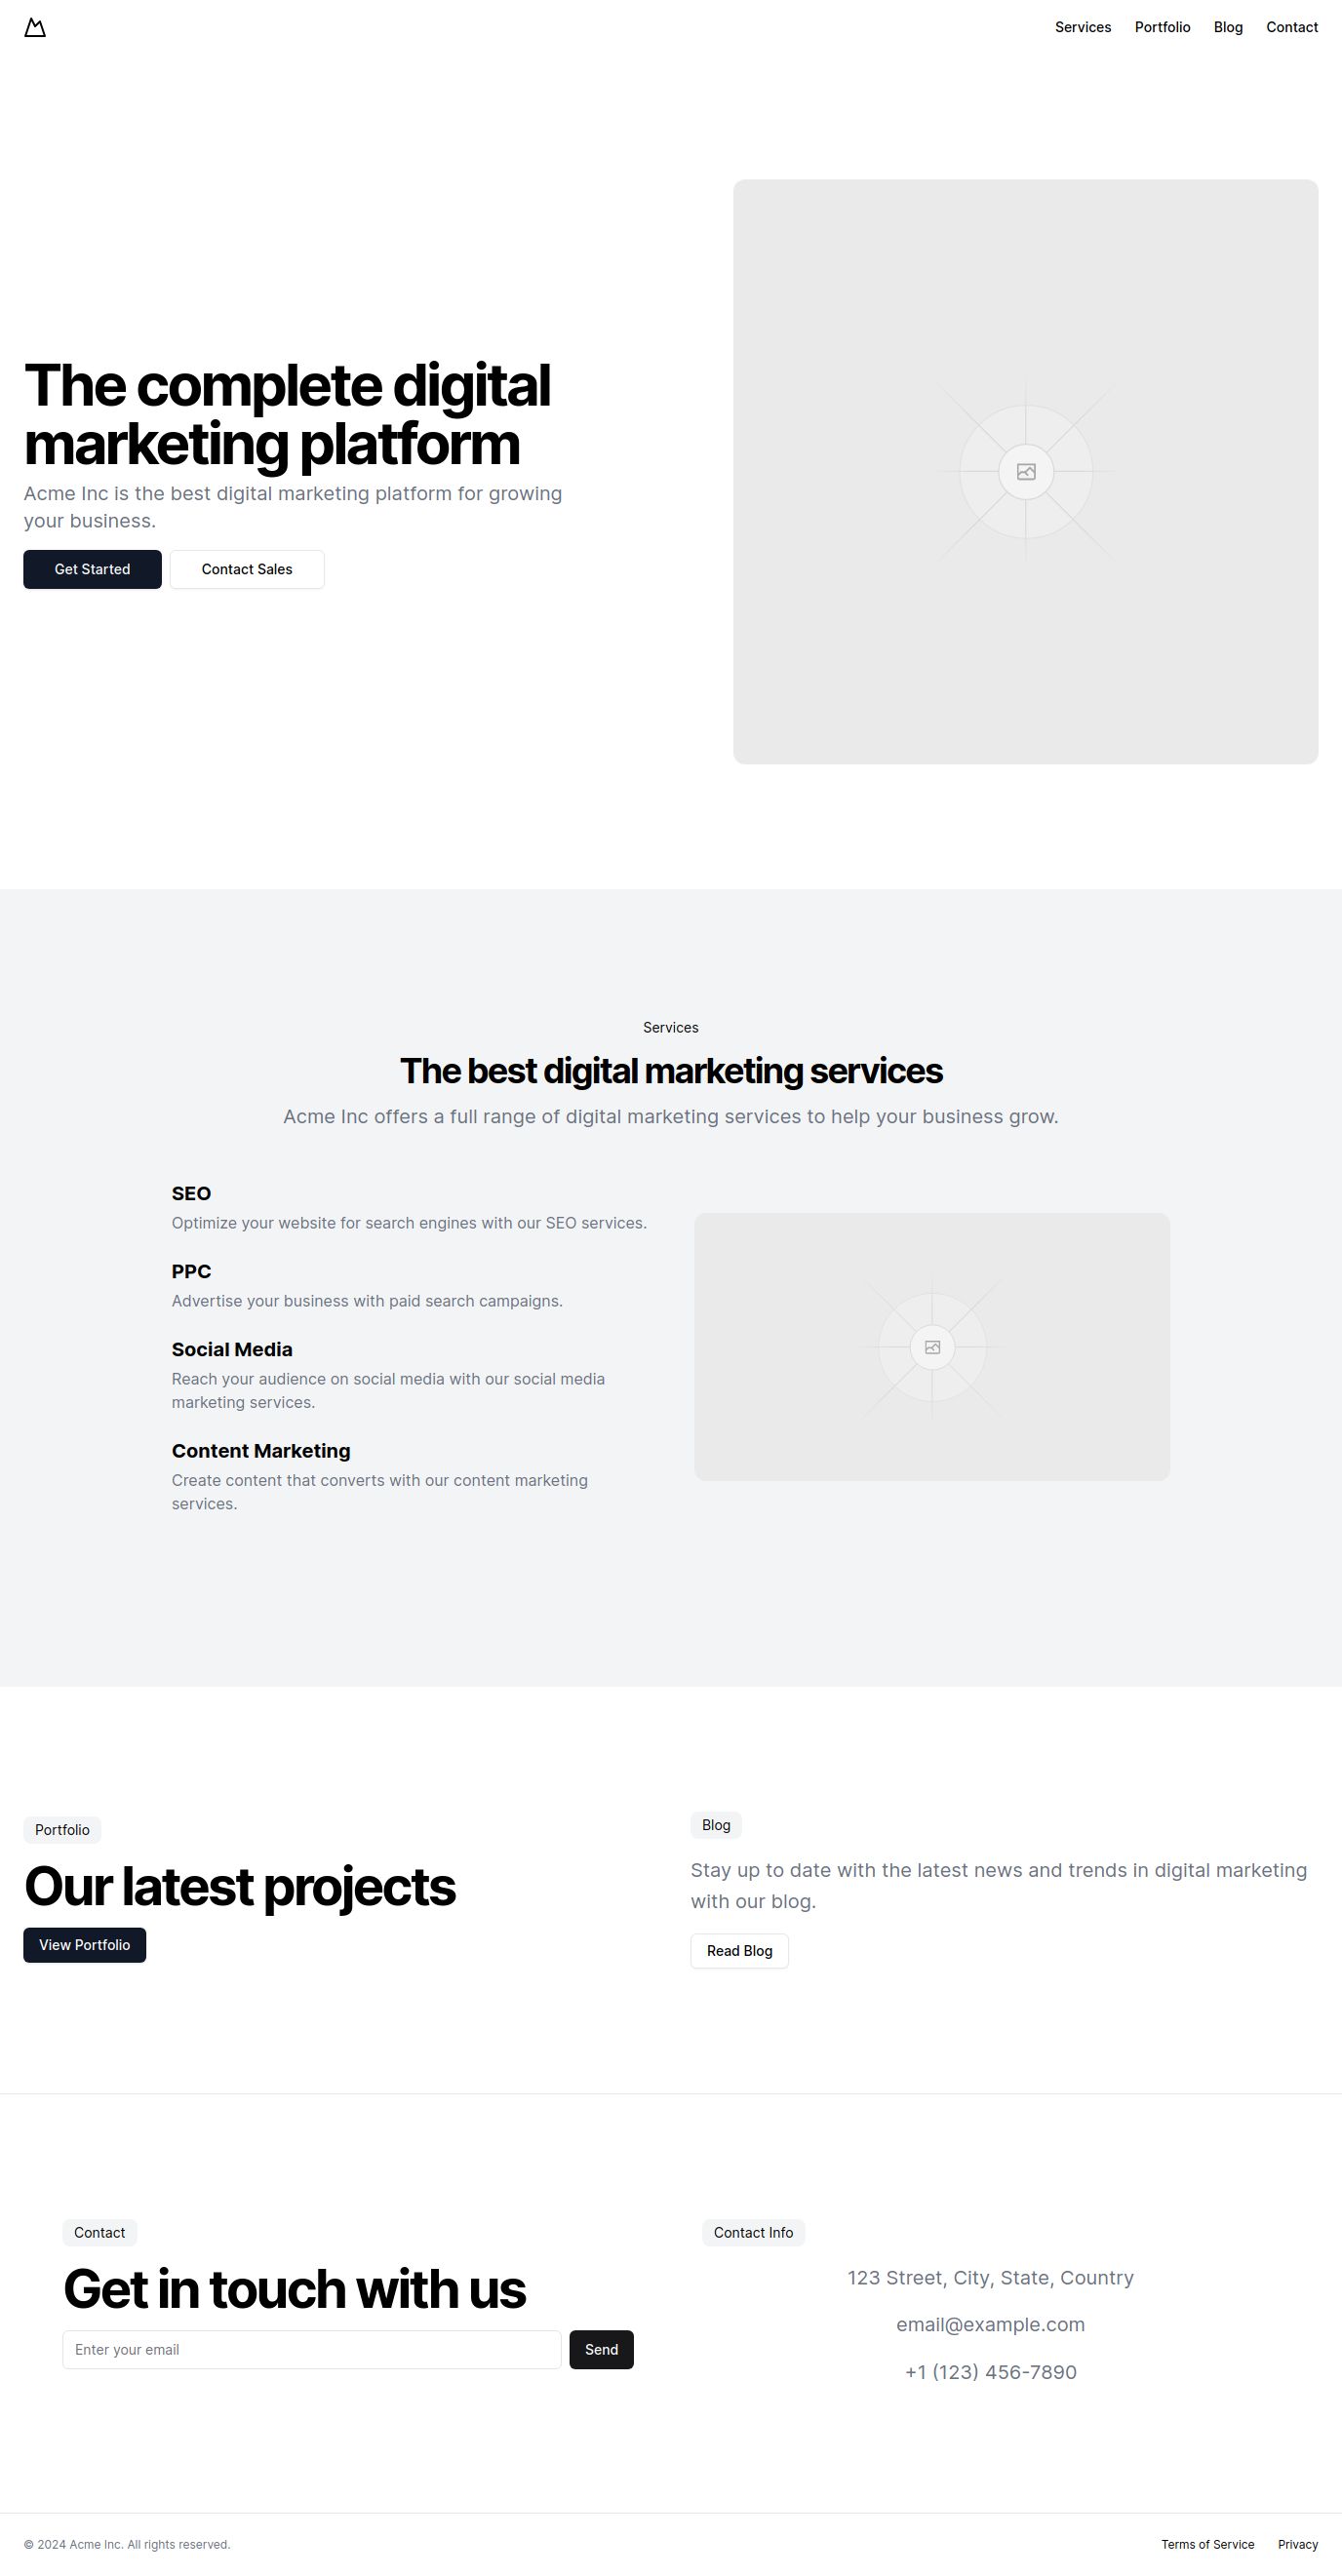 Services Portfolio Blog Contact
The complete digital
marketing platform
Acme Inc is the best digital marketing platform for growing
your business.
Get Started Contact Sales
Services
The best digital marketing services
Acme Inc offers a full range of digital marketing services to help your business grow.
SEO
Optimize your website for search engines with our SEO services.
PPC
Advertise your business with paid search campaigns.
Social Media
Reach your audience on social media with our social media
marketing services.
Content Marketing
Create content that converts with our content marketing
services.
Portfolio
Our latest projects
View Portfolio
Blog
Stay up to date with the latest news and trends in digital marketing
with our blog.
Read Blog
Contact
Get in touch with us
Enter your email Send
Contact Info
123 Street, City, State, Country
email@example.com
+1 (123) 456-7890
© 2024 Acme Inc. All rights reserved.
Terms of Service Privacy